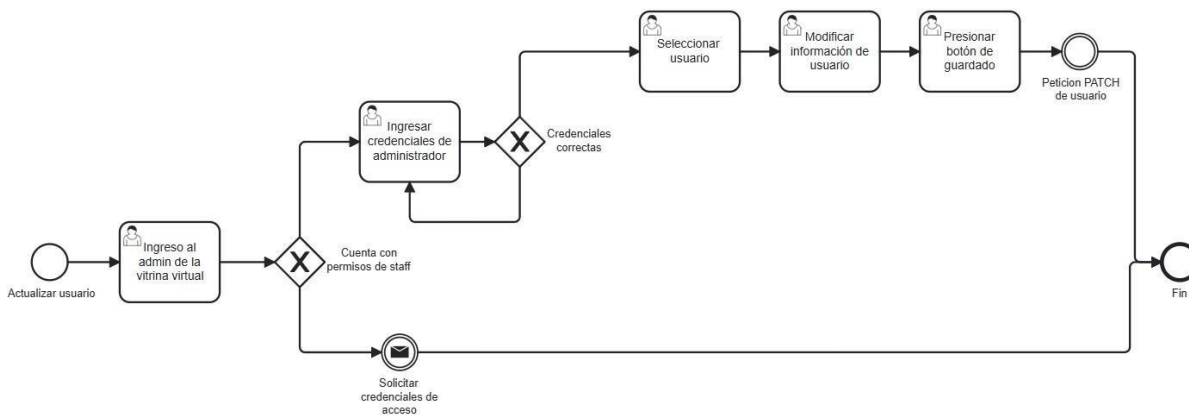 Actualizar usuario
Ingreso al
admin de la
vitrina virtual
Cuenta con
permisos de staff
Ingresar
credenciales de
administrador
Credenciales
correctas
Seleccionar
usuario
Modificar
información de
usuario
Presionar
botón de
guardado
Peticion PATCH
de usuario
Solicitar
credenciales de
acceso
Fin